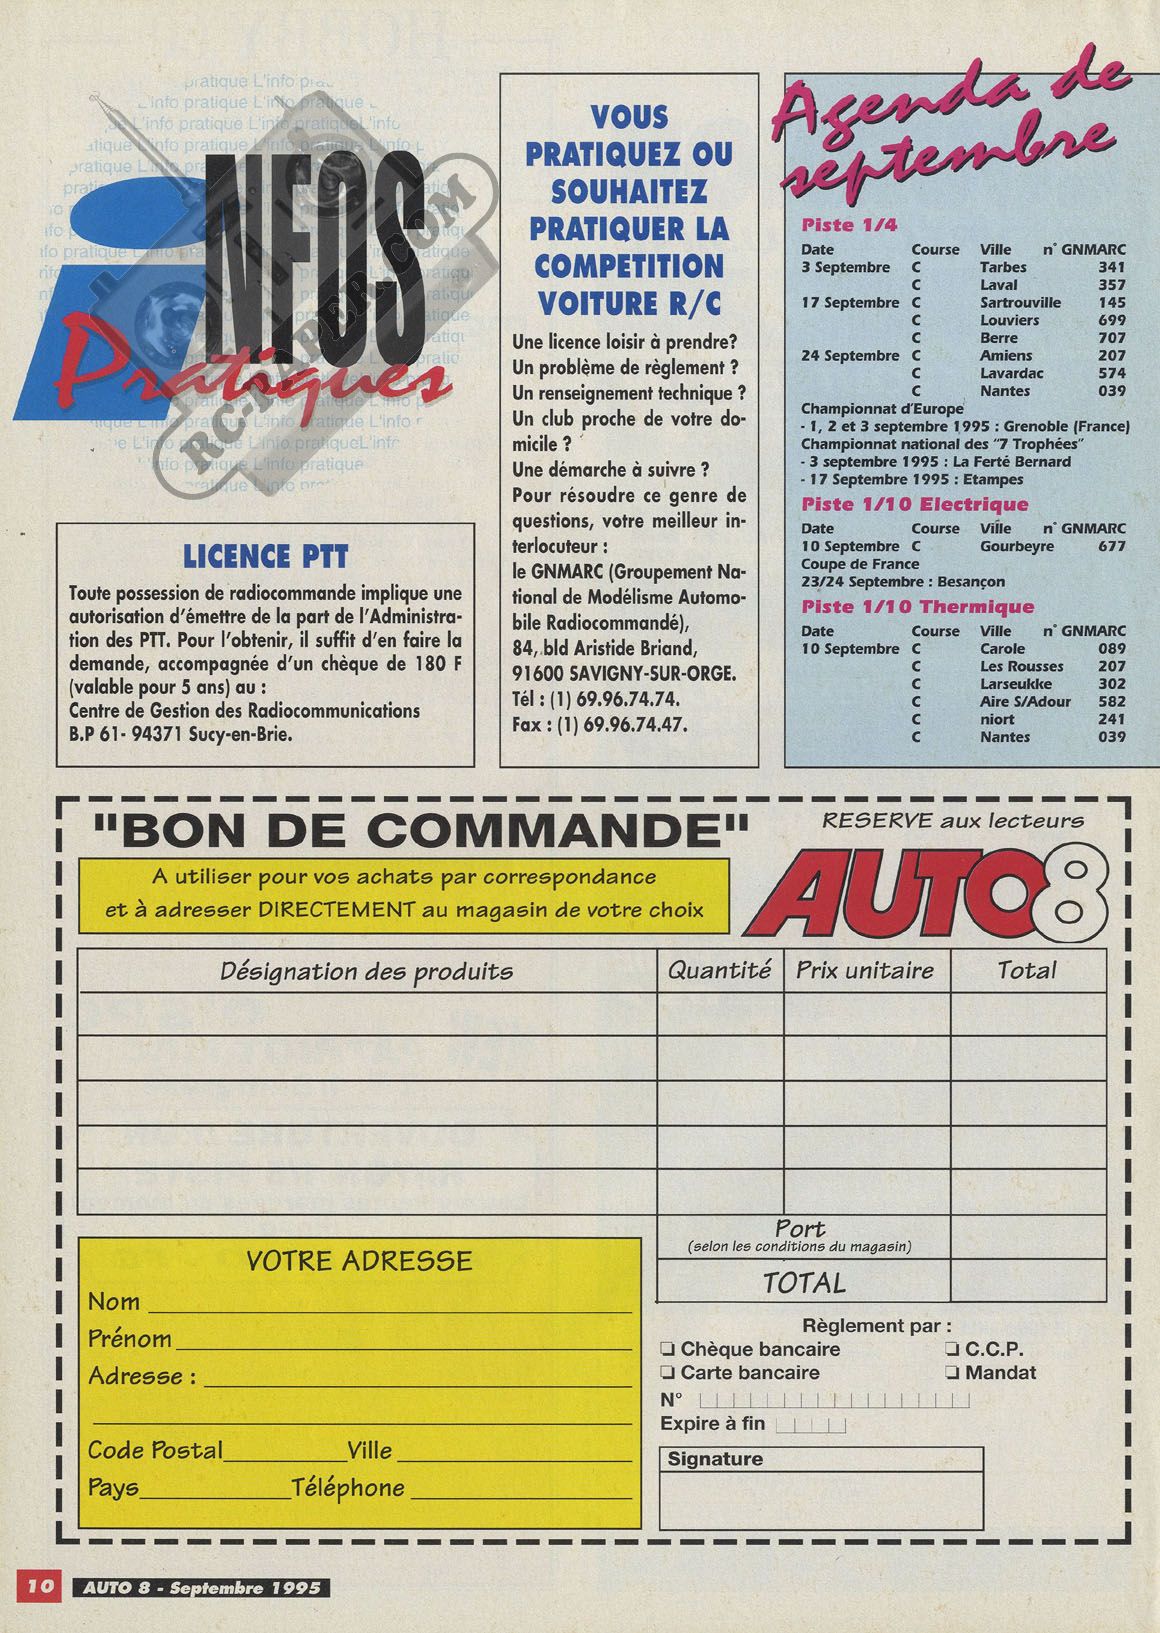 iNFOS
Pratiques
RC-DIAPER.COM
LICENCE PTT
Toute possession de radiocommande implique une
autorisation d'émettre de la part de l'Administra-
tion des PTT. Pour l'obtenir, il suffit d'en faire la
demande, accompagnée d'un chèque de 180 F
(valable pour 5 ans) au :
Centre de Gestion des Radiocommunications
B.P 61- 94371 Sucy-en-Brie.
VOUS
PRATIQUEZ OU
SOUHAITEZ
PRATIQUER LA
COMPETITION
VOITURE R/C
Une licence loisir à prendre?
Un problème de règlement ?
Un renseignement technique ?
Un club proche de votre do-
micile ?
Une démarche à suivre ?
Pour résoudre ce genre de
questions, votre meilleur in-
terlocuteur :
le GNMARC (Groupement Na-
tional de Modélisme Automo-
bile Radiocommandé),
84, bld Aristide Briand,
91600 SAVIGNY-SUR-ORGE.
Tél : (1) 69.96.74.74.
Fax : (1) 69.96.74.47.
Agenda de
septembre
Piste 1/4
Date Course Ville n° GNMARC
3 Septembre C Tarbes 341
C Laval 357
17 Septembre C Sartrouville 145
C Louviers 699
C Berre 707
24 Septembre C Amiens 207
C Lavardac 574
C Nantes 039
Championnat d'Europe
- 1, 2 et 3 septembre 1995 : Grenoble (France)
Championnat national des "7 Trophées"
- 3 septembre 1995 : La Ferté Bernard
- 17 Septembre 1995 : Etampes
Piste 1/10 Electrique
Date Course Ville n° GNMARC
10 Septembre C Gourbeyre 677
Coupe de France
23/24 Septembre : Besançon
Piste 1/10 Thermique
Date Course Ville n° GNMARC
10 Septembre C Carole 089
C Les Rousses 207
C Larseukke 302
C Aire S/Adour 582
C niort 241
C Nantes 039
"BON DE COMMANDE"
RESERVE aux lecteurs
AUTO8
A utiliser pour vos achats par correspondance
et à adresser DIRECTEMENT au magasin de votre choix
Désignation des produits Quantité Prix unitaire Total
Port
(selon les conditions du magasin)
TOTAL
VOTRE ADRESSE
Nom
Prénom
Adresse :
Code Postal Ville
Pays Téléphone
Règlement par :
❏ Chèque bancaire ❏ C.C.P.
❏ Carte bancaire ❏ Mandat
N°
Expire à fin
Signature
10 AUTO 8 - Septembre 1995